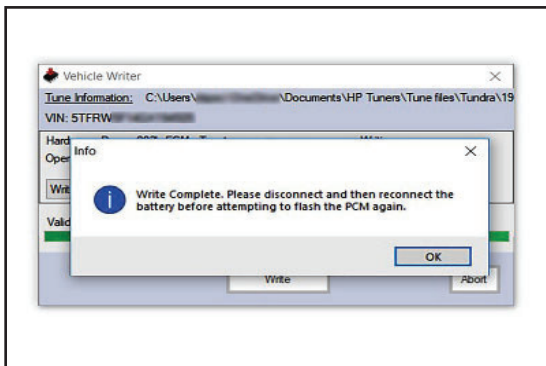 Vehicle Writer
Tune Information: C:\Users\ \Documents\HP Tuners\Tune files\Tundra\19
VIN: 5TFRW
Info
Write Complete. Please disconnect and then reconnect the
battery before attempting to flash the PCM again.
OK
Write
Abort